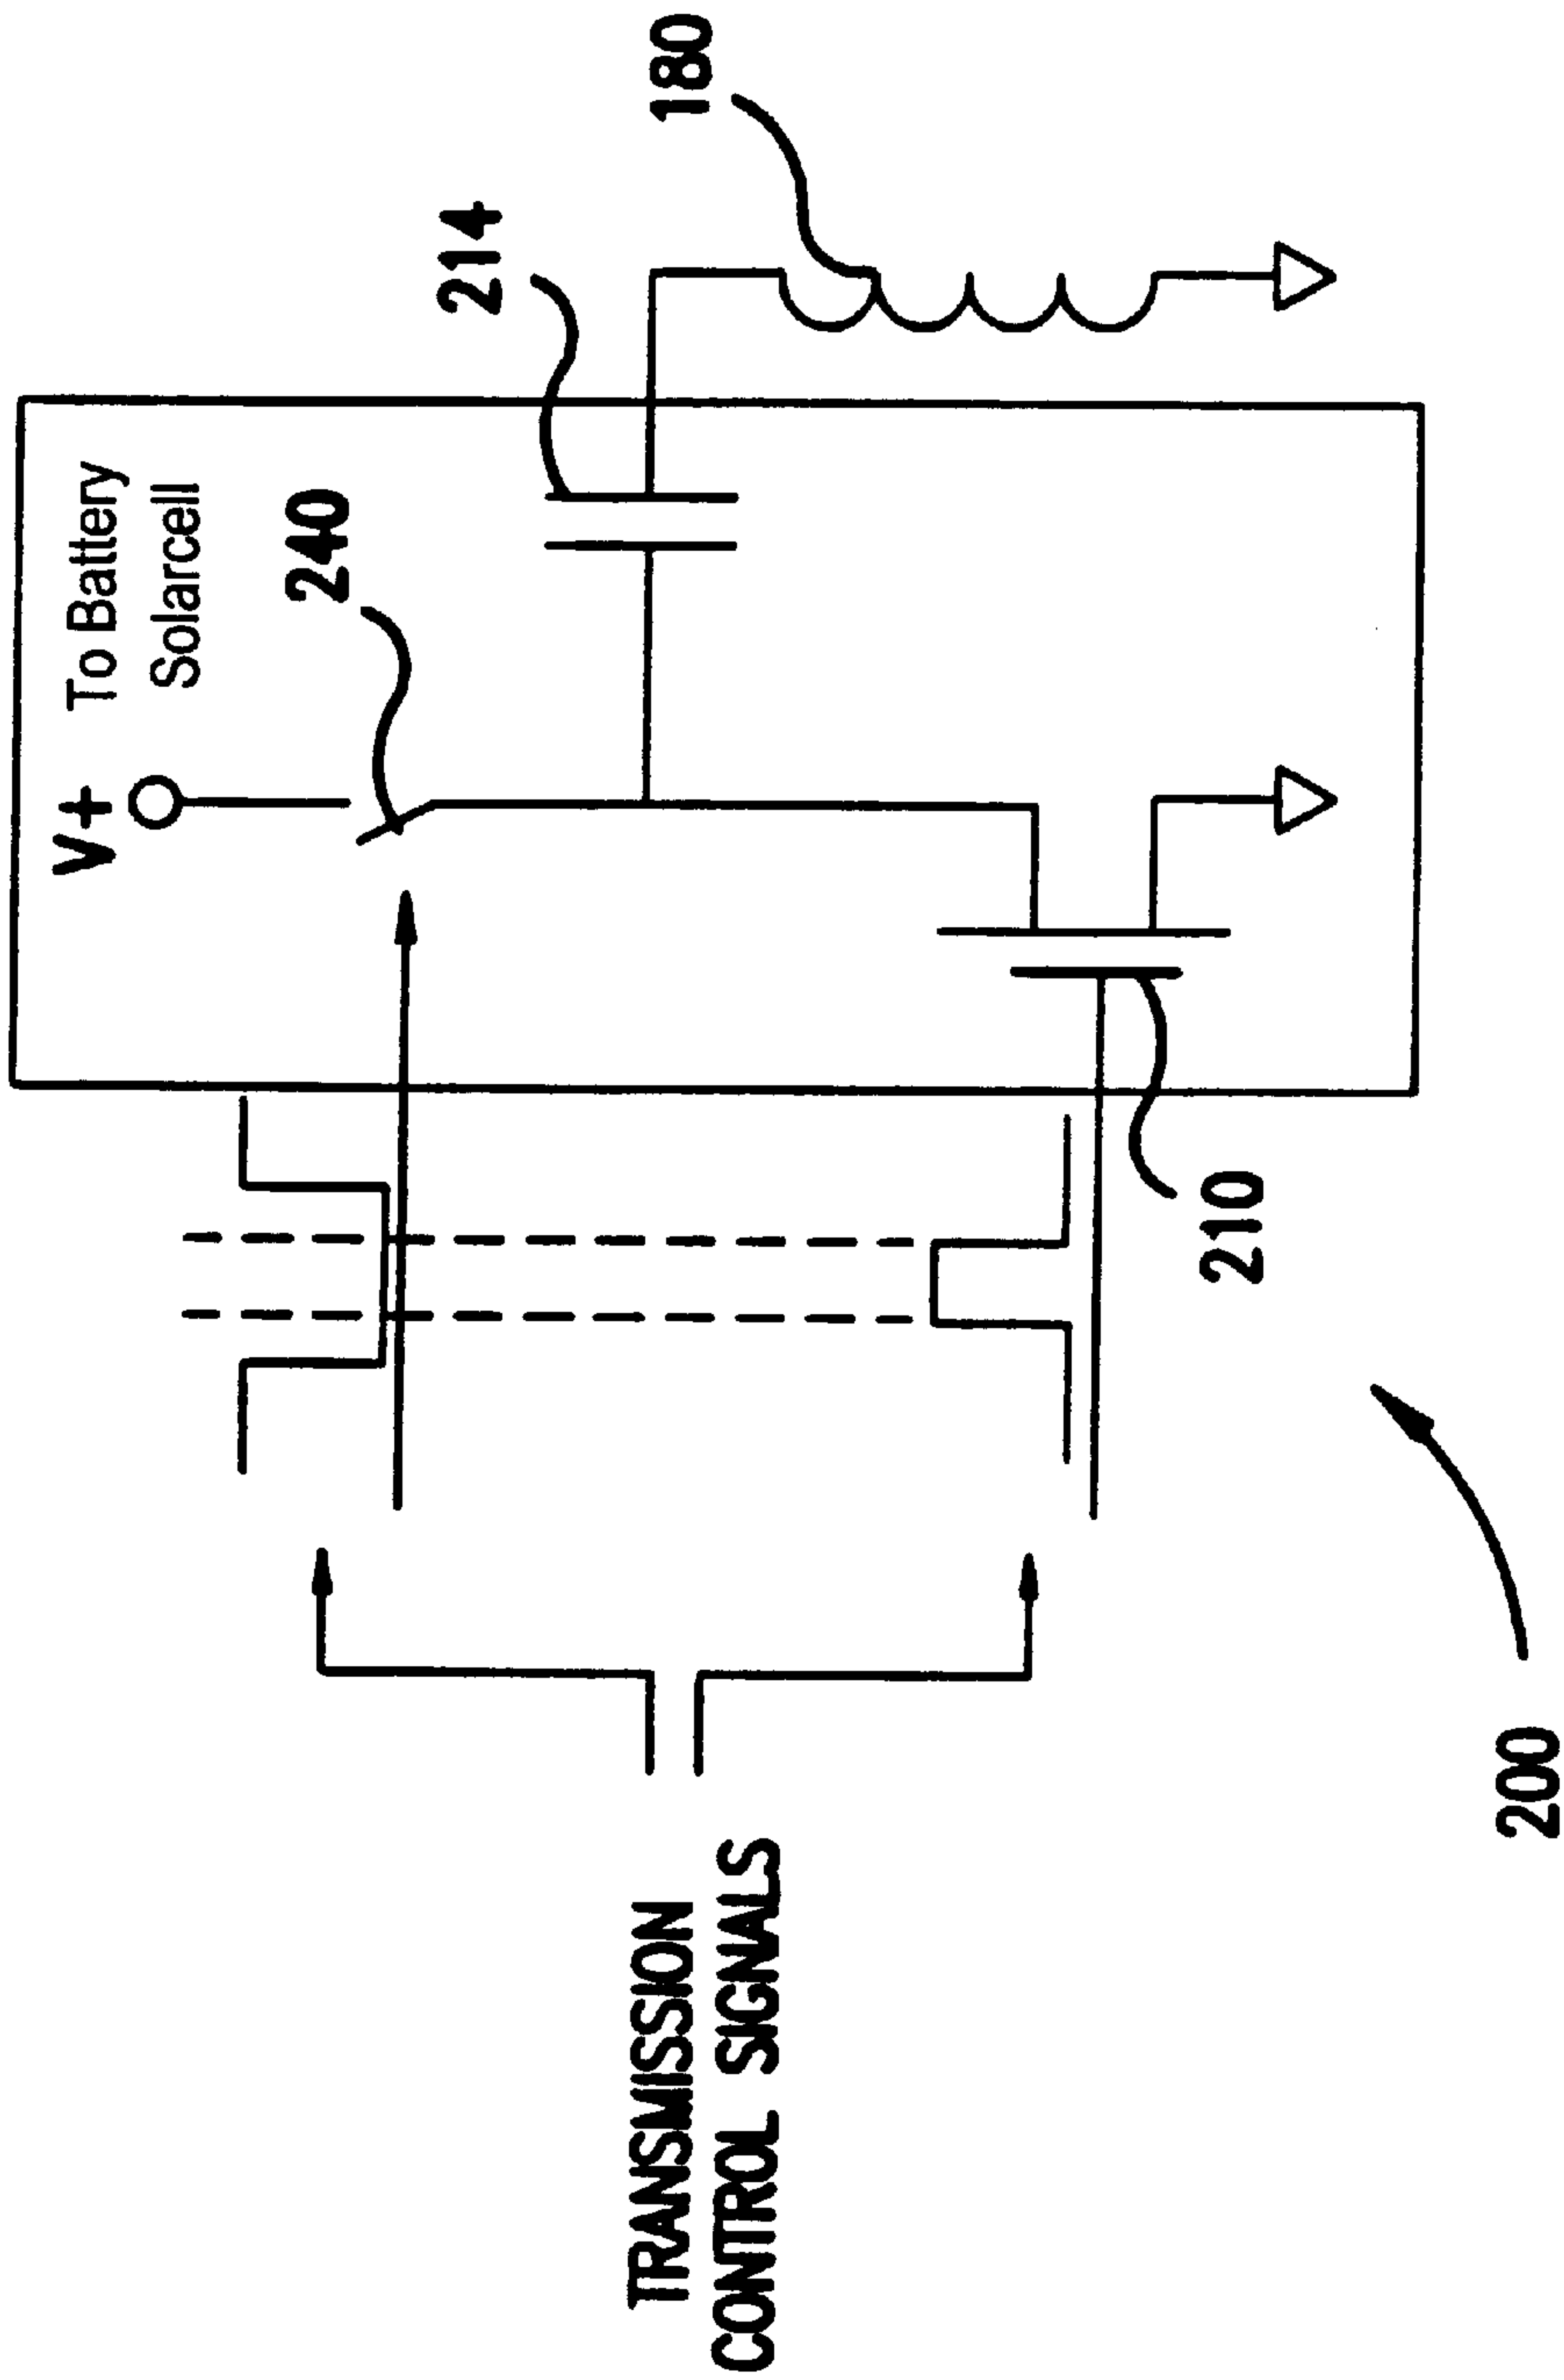 V+ To Battery
Solarcell
240
214
180
210
TRANSMISSION
CONTROL SIGNALS
200